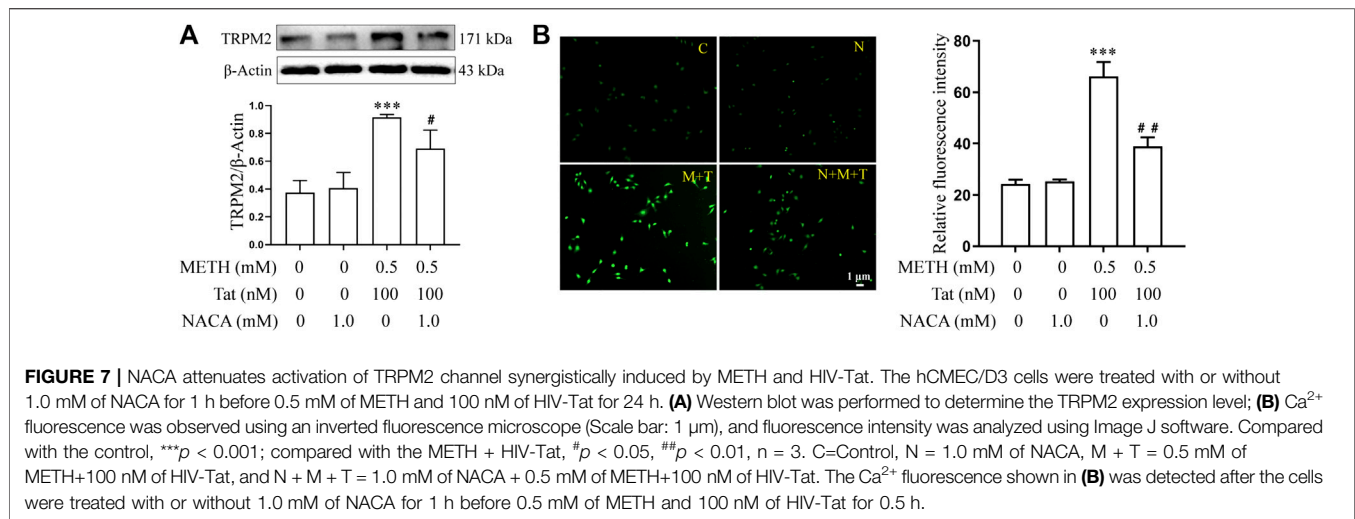 A
TRPM2
171 kDa
β-Actin
43 kDa
TRPM2/β-Actin
1.0
0.8
0.6
0.4
0.2
0.0
***
#
METH (mM) 0 0 0.5 0.5
Tat (nM) 0 0 100 100
NACA (mM) 0 1.0 0 1.0
B
C
N
M+T
N+M+T
1 µm
Relative fluorescence intensity
80
60
40
20
0
***
# #
METH (mM) 0 0 0.5 0.5
Tat (nM) 0 0 100 100
NACA (mM) 0 1.0 0 1.0
FIGURE 7 | NACA attenuates activation of TRPM2 channel synergistically induced by METH and HIV-Tat. The hCMEC/D3 cells were treated with or without
1.0 mM of NACA for 1 h before 0.5 mM of METH and 100 nM of HIV-Tat for 24 h. (A) Western blot was performed to determine the TRPM2 expression level; (B) Ca²⁺
fluorescence was observed using an inverted fluorescence microscope (Scale bar: 1 µm), and fluorescence intensity was analyzed using Image J software. Compared
with the control, ***p < 0.001; compared with the METH + HIV-Tat, #p < 0.05, ##p < 0.01, n = 3. C=Control, N = 1.0 mM of NACA, M + T = 0.5 mM of
METH+100 nM of HIV-Tat, and N + M + T = 1.0 mM of NACA + 0.5 mM of METH+100 nM of HIV-Tat. The Ca²⁺ fluorescence shown in (B) was detected after the cells
were treated with or without 1.0 mM of NACA for 1 h before 0.5 mM of METH and 100 nM of HIV-Tat for 0.5 h.